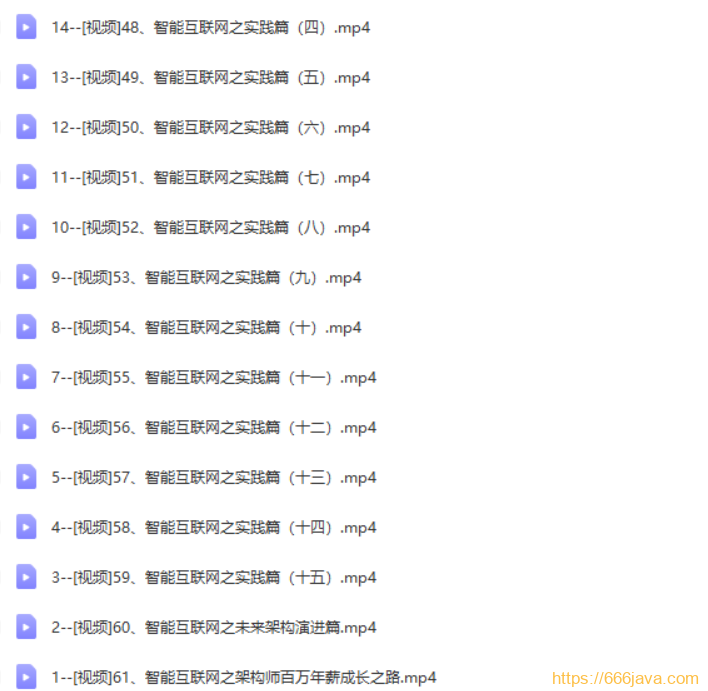 14--[视频]48、智能互联网之实践篇（四）.mp4
13--[视频]49、智能互联网之实践篇（五）.mp4
12--[视频]50、智能互联网之实践篇（六）.mp4
11--[视频]51、智能互联网之实践篇（七）.mp4
10--[视频]52、智能互联网之实践篇（八）.mp4
9--[视频]53、智能互联网之实践篇（九）.mp4
8--[视频]54、智能互联网之实践篇（十）.mp4
7--[视频]55、智能互联网之实践篇（十一）.mp4
6--[视频]56、智能互联网之实践篇（十二）.mp4
5--[视频]57、智能互联网之实践篇（十三）.mp4
4--[视频]58、智能互联网之实践篇（十四）.mp4
3--[视频]59、智能互联网之实践篇（十五）.mp4
2--[视频]60、智能互联网之未来架构演进篇.mp4
1--[视频]61、智能互联网之架构师百万年薪成长之路.mp4
https://666java.com